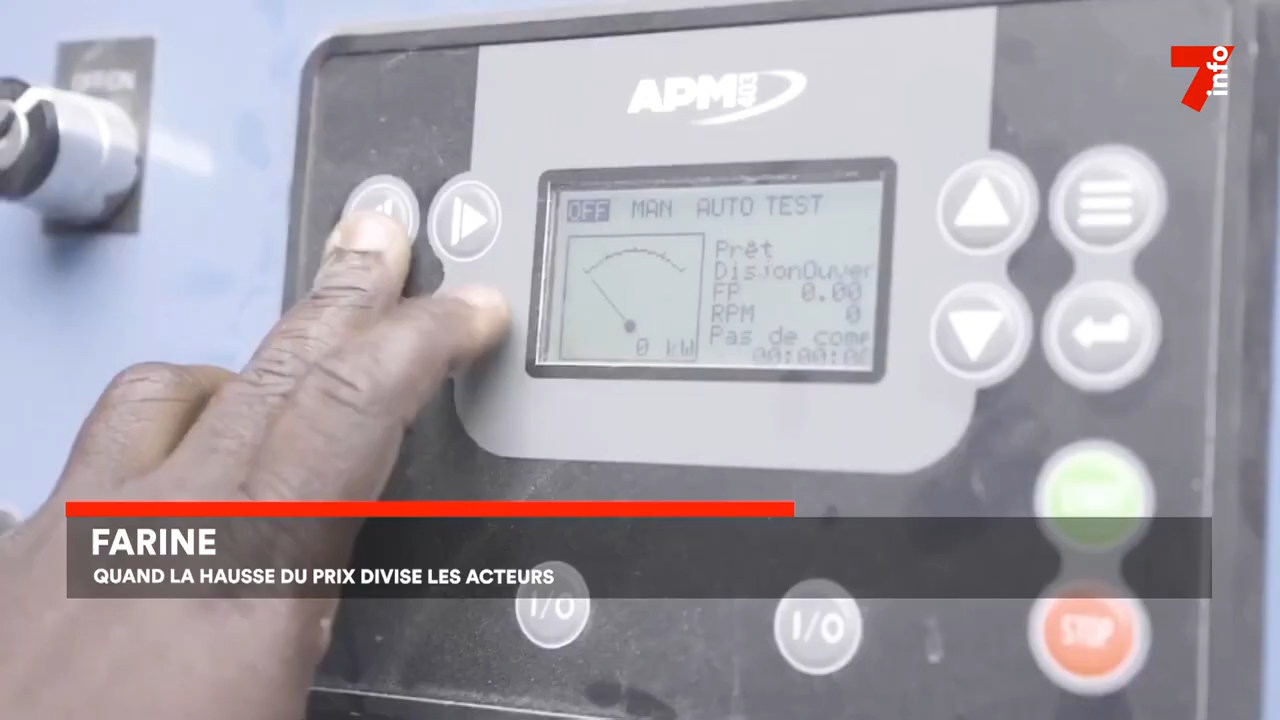 7info
APM403
OFF MAN AUTO TEST
Prêt
DisjonOuver
FP 0.00
RPM 0
Pas de com
0 kW
FARINE
QUAND LA HAUSSE DU PRIX DIVISE LES ACTEURS
I/O
I/O
STOP